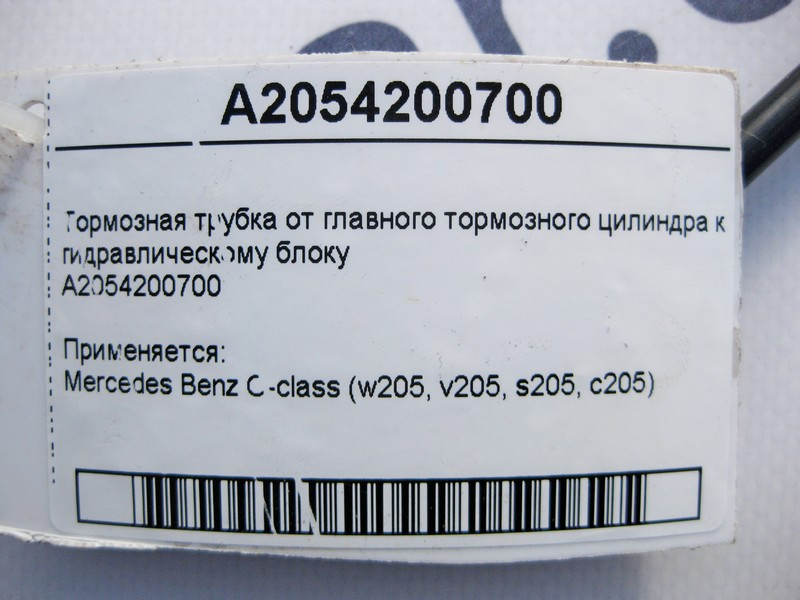 A2054200700
Тормозная трубка от главного тормозного цилиндра к
гидравлическому блоку
A2054200700
Применяется:
Mercedes Benz C-class (w205, v205, s205, c205)